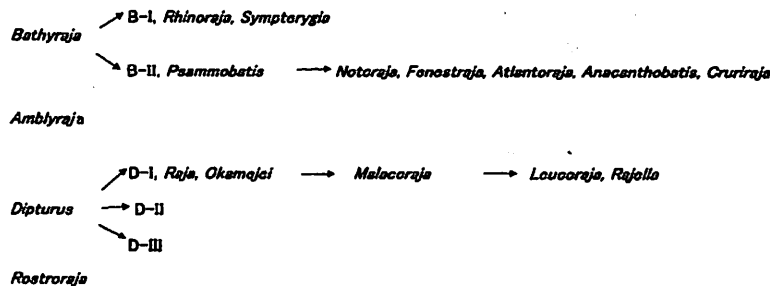 B-I, Rhinoraja, Sympterygia
Bathyraja
B-II, Psammobatis → Notoraja, Fenestraja, Atlantoraja, Anacanthobatis, Cruriraja
Amblyraja
D-I, Raja, Okamejei → Malacoraja → Leucoraja, Rajella
Dipturus → D-II
D-III
Rostroraja